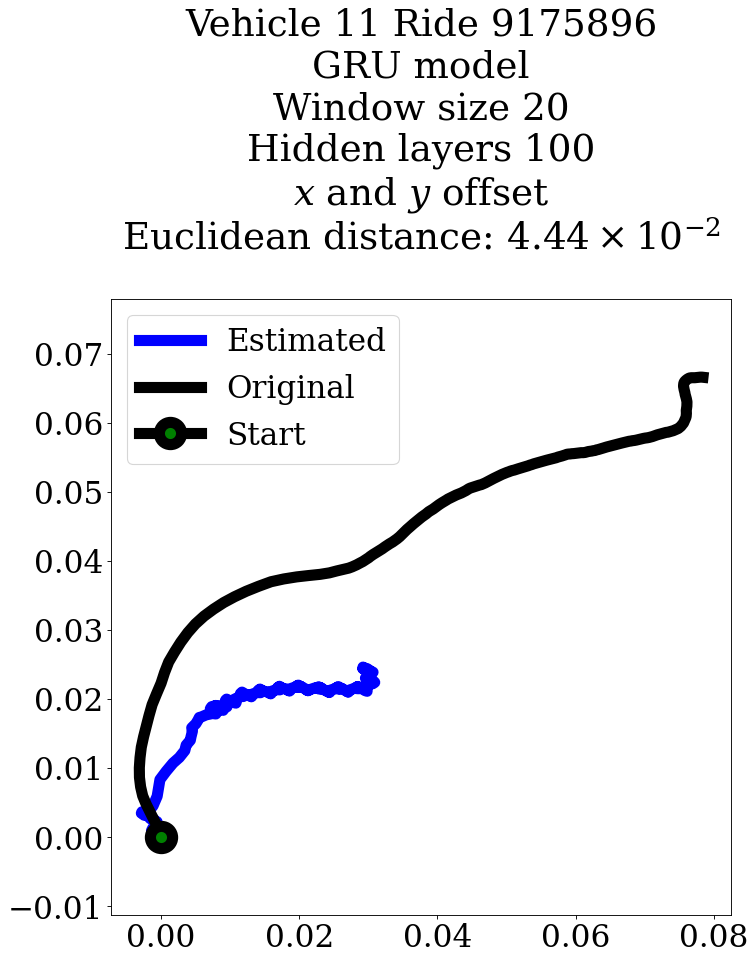 Vehicle 11 Ride 9175896
GRU model
Window size 20
Hidden layers 100
x and y offset
Euclidean distance: 4.44 × 10⁻²
Estimated
Original
Start
0.07
0.06
0.05
0.04
0.03
0.02
0.01
0.00
−0.01
0.00 0.02 0.04 0.06 0.08